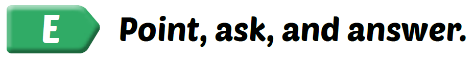 E Point, ask, and answer.